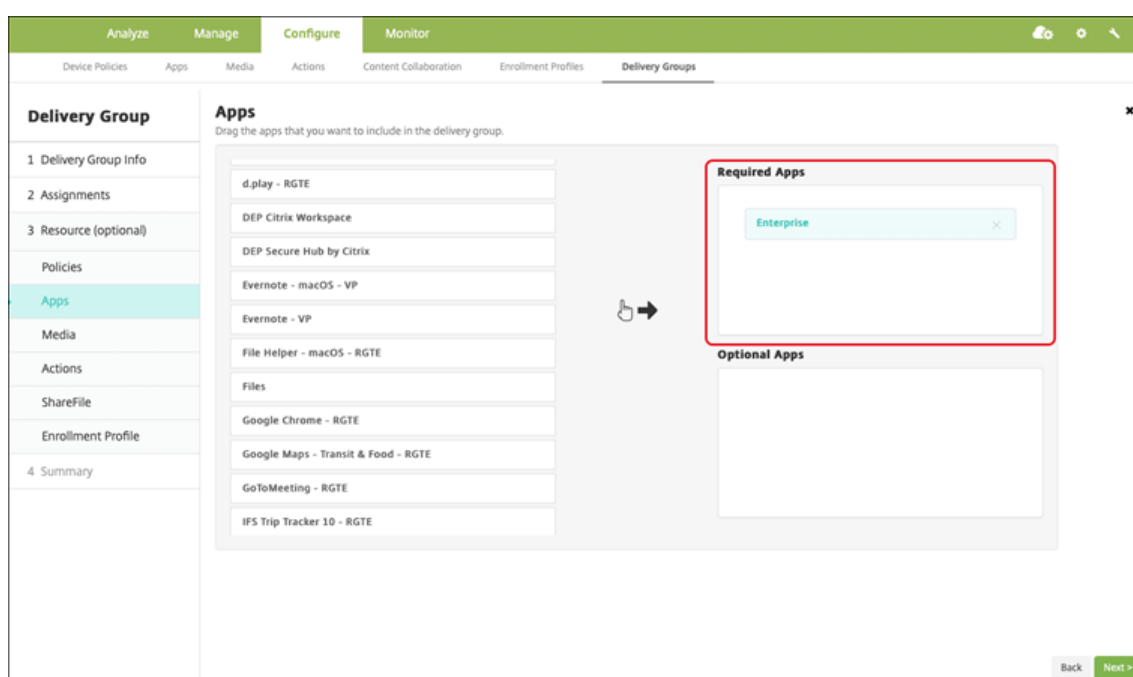 Analyze Manage Configure Monitor
Device Policies Apps Media Actions Content Collaboration Enrollment Profiles Delivery Groups
Delivery Group
1 Delivery Group Info
2 Assignments
3 Resource (optional)
Policies
Apps
Media
Actions
ShareFile
Enrollment Profile
4 Summary
Apps
Drag the apps that you want to include in the delivery group.
d.play - RGTE
DEP Citrix Workspace
DEP Secure Hub by Citrix
Evernote - macOS - VP
Evernote - VP
File Helper - macOS - RGTE
Files
Google Chrome - RGTE
Google Maps - Transit & Food - RGTE
GoToMeeting - RGTE
IFS Trip Tracker 10 - RGTE
Required Apps
Enterprise
Optional Apps
Back Next >